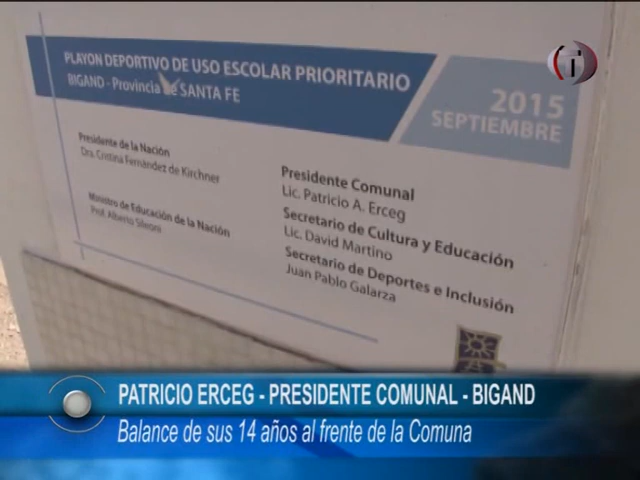 PLAYON DEPORTIVO DE USO ESCOLAR PRIORITARIO
BIGAND - Provincia de SANTA FE
2015
SEPTIEMBRE
Presidente de la Nación
Dra. Cristina Fernández de Kirchner
Ministro de Educación de la Nación
Prof. Alberto Sileoni
Presidente Comunal
Lic. Patricio A. Erceg
Secretario de Cultura y Educación
Lic. David Martino
Secretario de Deportes e Inclusión
Juan Pablo Galarza
PATRICIO ERCEG - PRESIDENTE COMUNAL - BIGAND
Balance de sus 14 años al frente de la Comuna